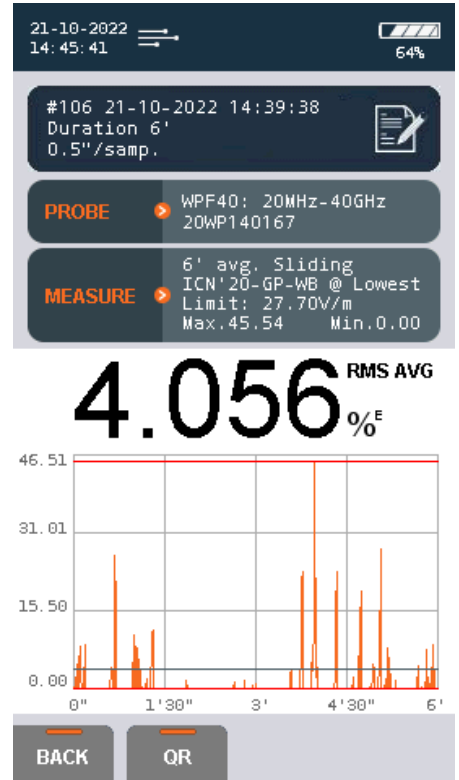 21-10-2022
14:45:41
64%
#106 21-10-2022 14:39:38
Duration 6'
0.5"/samp.
PROBE
WPF40: 20MHz-40GHz
20WP140167
MEASURE
6' avg. Sliding
ICN'20-GP-WB @ Lowest
Limit: 27.70V/m
Max.45.54 Min.0.00
4.056 RMS AVG
%E
46.51
31.01
15.50
0.00
0" 1'30" 3' 4'30" 6'
BACK QR